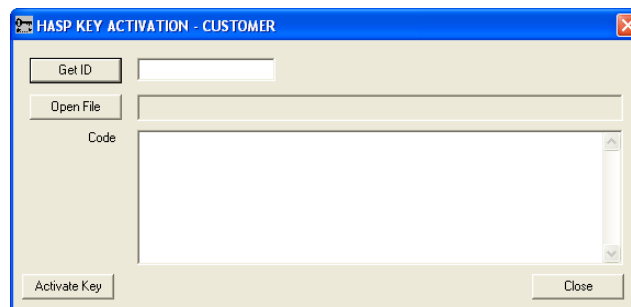 HASP KEY ACTIVATION - CUSTOMER
Get ID
Open File
Code
Activate Key
Close